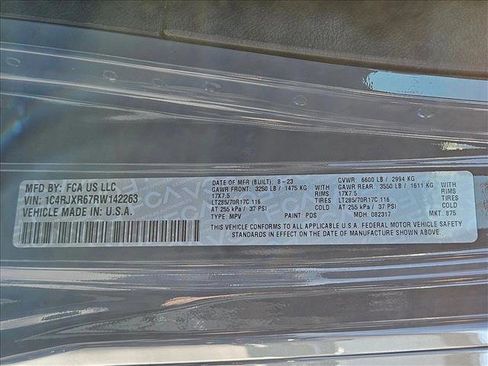 MFD BY: FCA US LLC
VIN: 1C4RJXR67RW142263
VEHICLE MADE IN U.S.A.
DATE OF MFR (BUILT): 8-23 GVWR: 6600 LB / 2994 KG
GAWR FRONT: 3250 LB / 1475 KG WITH GAWR REAR: 3550 LB / 1611 KG WITH
17X7.5 RIMS 17X7.5 RIMS
LT285/70R17C 116 TIRES LT285/70R17C 116 TIRES
AT 255 kPa / 37 PSI COLD AT 255 kPa / 37 PSI COLD
TYPE: MPV PAINT: PDS MDH: 082317 MKT: 875
THIS VEHICLE CONFORMS TO ALL APPLICABLE U.S.A. FEDERAL MOTOR VEHICLE SAFETY
STANDARDS IN EFFECT ON THE DATE OF MANUFACTURE SHOWN ABOVE.